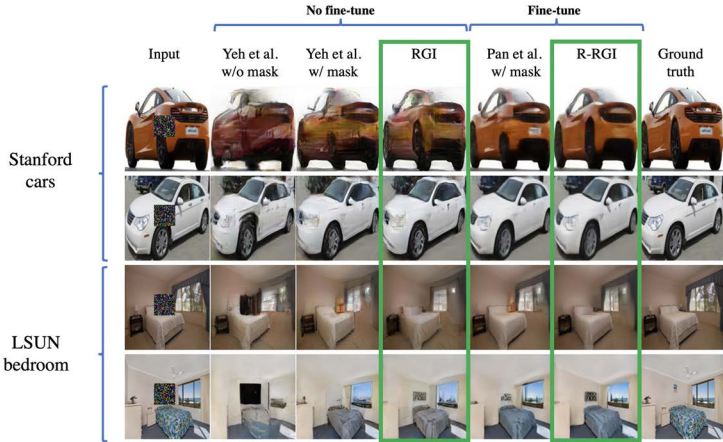 No fine-tune
Fine-tune
Input
Yeh et al.
w/o mask
Yeh et al.
w/ mask
RGI
Pan et al.
w/ mask
R-RGI
Ground
truth
Stanford
cars
LSUN
bedroom